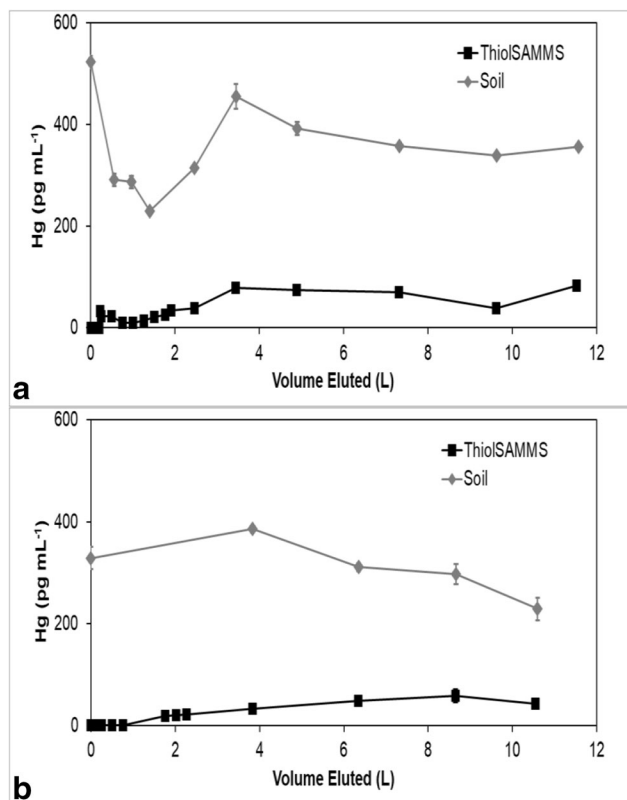 600
400
200
0
Hg (pg mL⁻¹)
ThiolSAMMS
Soil
0 2 4 6 8 10 12
Volume Eluted (L)
a
600
400
200
0
Hg (pg mL⁻¹)
ThiolSAMMS
Soil
0 2 4 6 8 10 12
Volume Eluted (L)
b